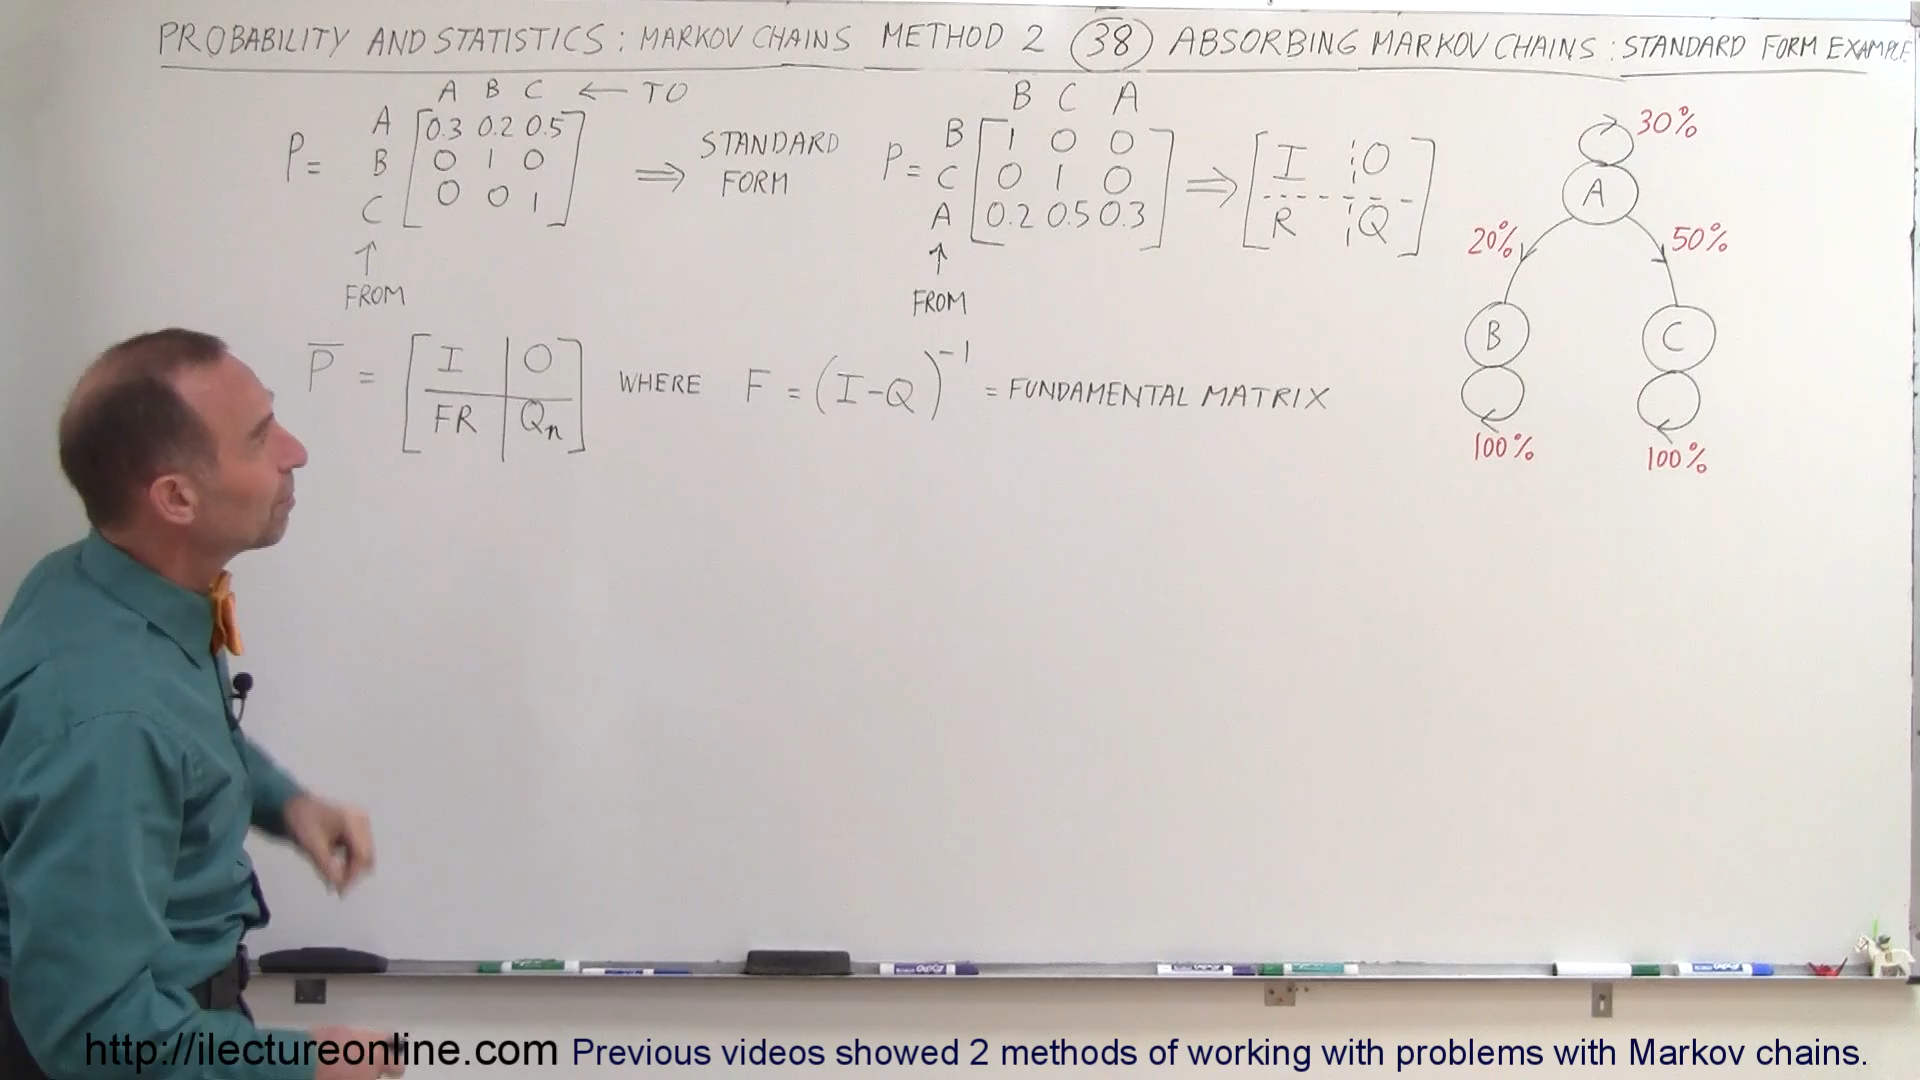 PROBABILITY AND STATISTICS : MARKOV CHAINS METHOD 2 (38) ABSORBING MARKOV CHAINS : STANDARD FORM EXAMPLE
A B C ← TO
P = A [0.3 0.2 0.5]
B [0 1 0]
C [0 0 1]
↑
FROM
⇒ STANDARD
FORM
B C A
P = B [1 0 0]
C [0 1 0]
A [0.2 0.5 0.3]
↑
FROM
⇒ [I ¦ O]
[R ¦ Q]
30%
A
20% 50%
B C
100% 100%
P̅ = [I | O]
[FR | Qn]
WHERE F = (I-Q)⁻¹ = FUNDAMENTAL MATRIX
http://ilectureonline.com Previous videos showed 2 methods of working with problems with Markov chains.